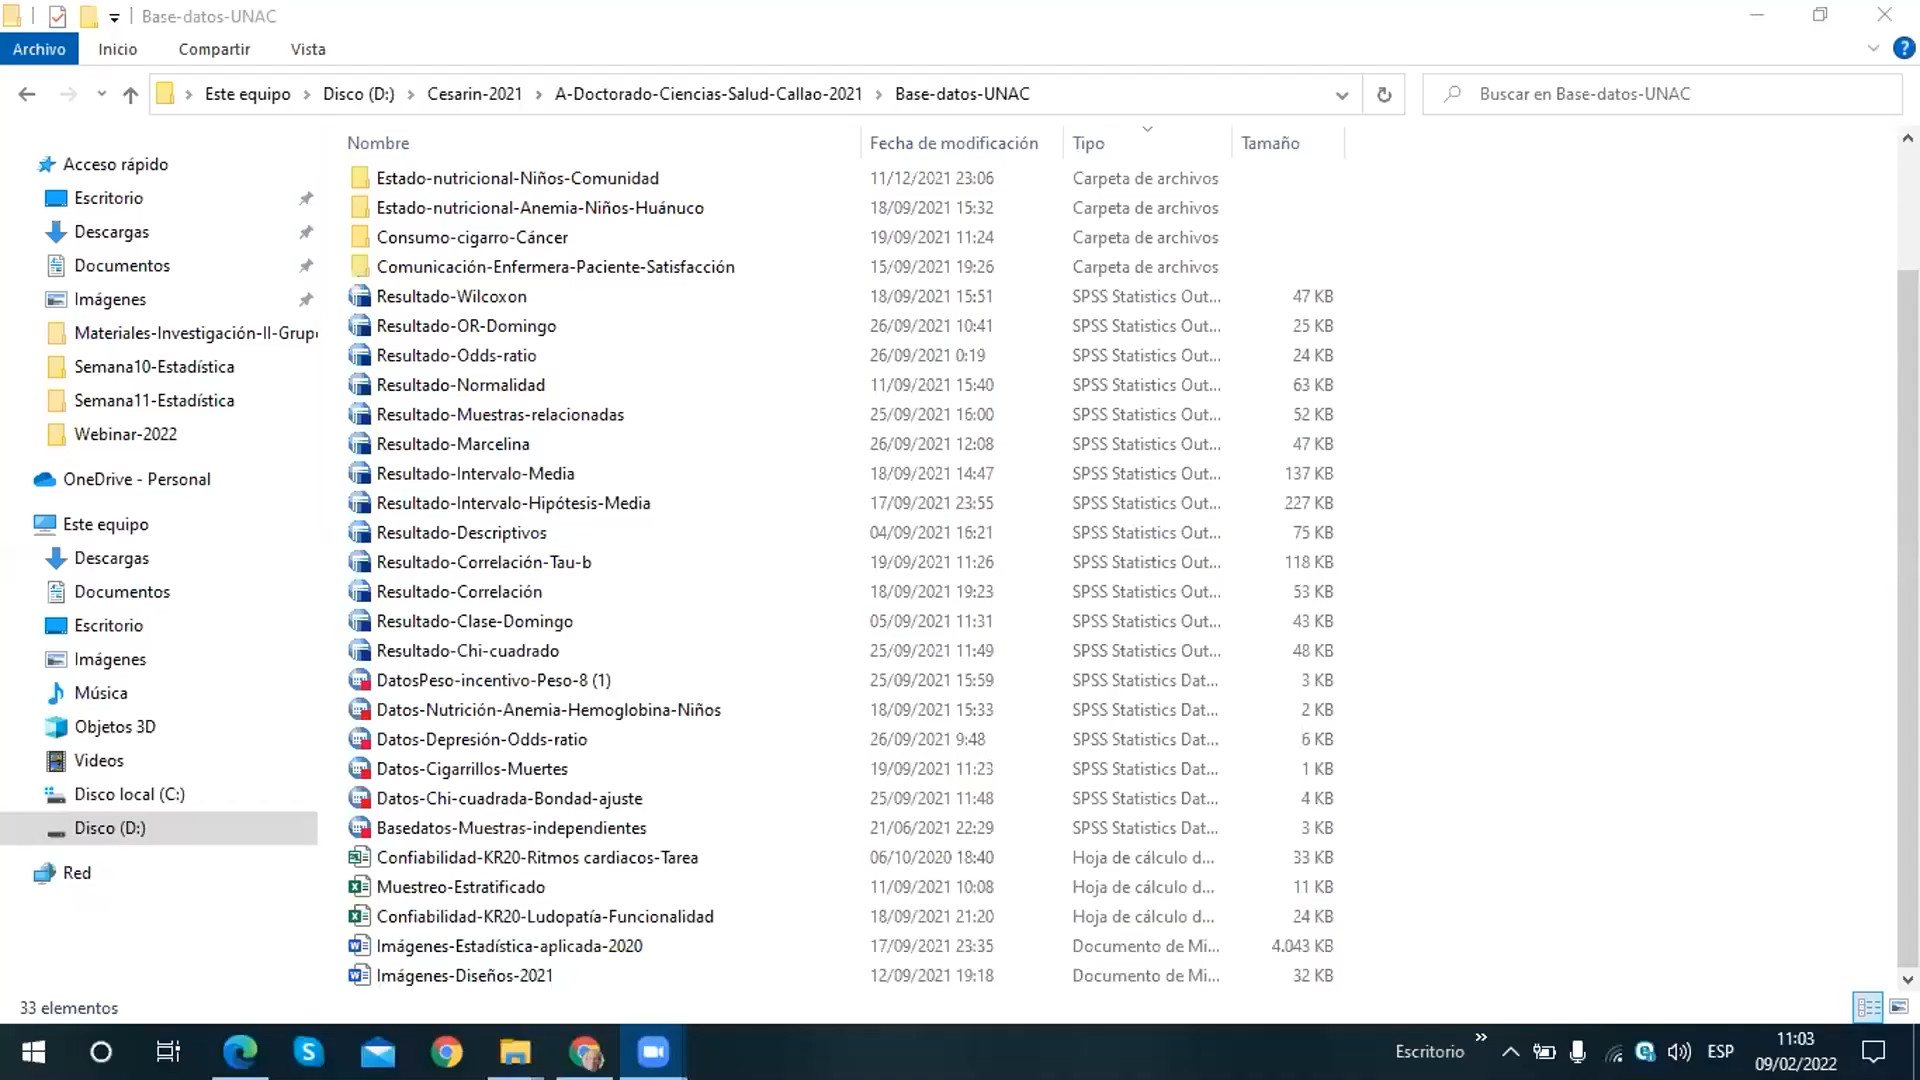 Base-datos-UNAC
Archivo Inicio Compartir Vista
Este equipo Disco (D:) Cesarin-2021 A-Doctorado-Ciencias-Salud-Callao-2021 Base-datos-UNAC
Buscar en Base-datos-UNAC
Nombre Fecha de modificación Tipo Tamaño
Acceso rápido
Escritorio
Descargas
Documentos
Imágenes
Materiales-Investigación-II-Grup
Semana10-Estadística
Semana11-Estadística
Webinar-2022
OneDrive - Personal
Este equipo
Descargas
Documentos
Escritorio
Imágenes
Música
Objetos 3D
Videos
Disco local (C:)
Disco (D:)
Red
Estado-nutricional-Niños-Comunidad 11/12/2021 23:06 Carpeta de archivos
Estado-nutricional-Anemia-Niños-Huánuco 18/09/2021 15:32 Carpeta de archivos
Consumo-cigarro-Cáncer 19/09/2021 11:24 Carpeta de archivos
Comunicación-Enfermera-Paciente-Satisfacción 15/09/2021 19:26 Carpeta de archivos
Resultado-Wilcoxon 18/09/2021 15:51 SPSS Statistics Out... 47 KB
Resultado-OR-Domingo 26/09/2021 10:41 SPSS Statistics Out... 25 KB
Resultado-Odds-ratio 26/09/2021 0:19 SPSS Statistics Out... 24 KB
Resultado-Normalidad 11/09/2021 15:40 SPSS Statistics Out... 63 KB
Resultado-Muestras-relacionadas 25/09/2021 16:00 SPSS Statistics Out... 52 KB
Resultado-Marcelina 26/09/2021 12:08 SPSS Statistics Out... 47 KB
Resultado-Intervalo-Media 18/09/2021 14:47 SPSS Statistics Out... 137 KB
Resultado-Intervalo-Hipótesis-Media 17/09/2021 23:55 SPSS Statistics Out... 227 KB
Resultado-Descriptivos 04/09/2021 16:21 SPSS Statistics Out... 75 KB
Resultado-Correlación-Tau-b 19/09/2021 11:26 SPSS Statistics Out... 118 KB
Resultado-Correlación 18/09/2021 19:23 SPSS Statistics Out... 53 KB
Resultado-Clase-Domingo 05/09/2021 11:31 SPSS Statistics Out... 43 KB
Resultado-Chi-cuadrado 25/09/2021 11:49 SPSS Statistics Out... 48 KB
DatosPeso-incentivo-Peso-8 (1) 25/09/2021 15:59 SPSS Statistics Dat... 3 KB
Datos-Nutrición-Anemia-Hemoglobina-Niños 18/09/2021 15:33 SPSS Statistics Dat... 2 KB
Datos-Depresión-Odds-ratio 26/09/2021 9:48 SPSS Statistics Dat... 6 KB
Datos-Cigarrillos-Muertes 19/09/2021 11:23 SPSS Statistics Dat... 1 KB
Datos-Chi-cuadrada-Bondad-ajuste 25/09/2021 11:48 SPSS Statistics Dat... 4 KB
Basedatos-Muestras-independientes 21/06/2021 22:29 SPSS Statistics Dat... 3 KB
Confiabilidad-KR20-Ritmos cardiacos-Tarea 06/10/2020 18:40 Hoja de cálculo d... 33 KB
Muestreo-Estratificado 11/09/2021 10:08 Hoja de cálculo d... 11 KB
Confiabilidad-KR20-Ludopatía-Funcionalidad 18/09/2021 21:20 Hoja de cálculo d... 24 KB
Imágenes-Estadística-aplicada-2020 17/09/2021 23:35 Documento de Mi... 4.043 KB
Imágenes-Diseños-2021 12/09/2021 19:18 Documento de Mi... 32 KB
33 elementos
Escritorio ESP 11:03
09/02/2022